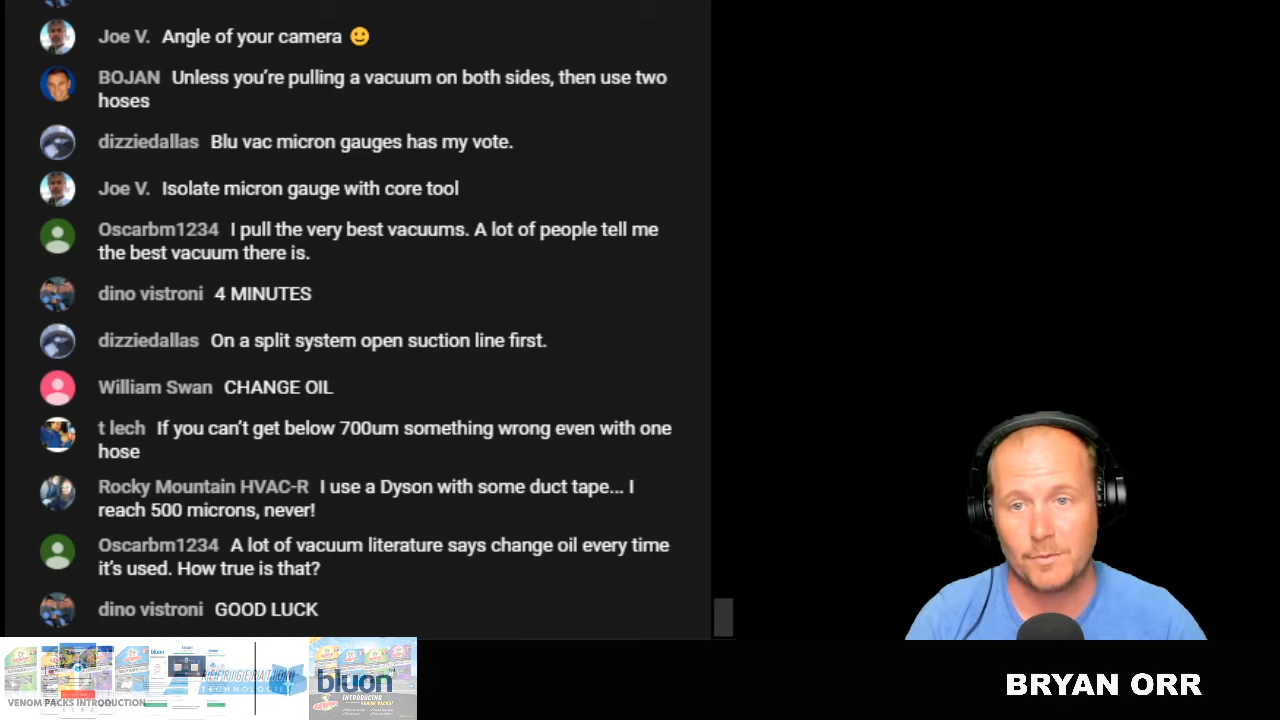 Joe V. Angle of your camera
BOJAN Unless you're pulling a vacuum on both sides, then use two
hoses
dizziedallas Blu vac micron gauges has my vote.
Joe V. Isolate micron gauge with core tool
Oscarbm1234 I pull the very best vacuums. A lot of people tell me
the best vacuum there is.
dino vistroni 4 MINUTES
dizziedallas On a split system open suction line first.
William Swan CHANGE OIL
t lech If you can't get below 700um something wrong even with one
hose
Rocky Mountain HVAC-R I use a Dyson with some duct tape... I
reach 500 microns, never!
Oscarbm1234 A lot of vacuum literature says change oil every time
it's used. How true is that?
dino vistroni GOOD LUCK
VENOM PACKS INTRODUCTION
REFRIGERATION
TECHNOLOGIES
bluon
INTRODUCING
VENOM PACKS!
BRYAN ORR